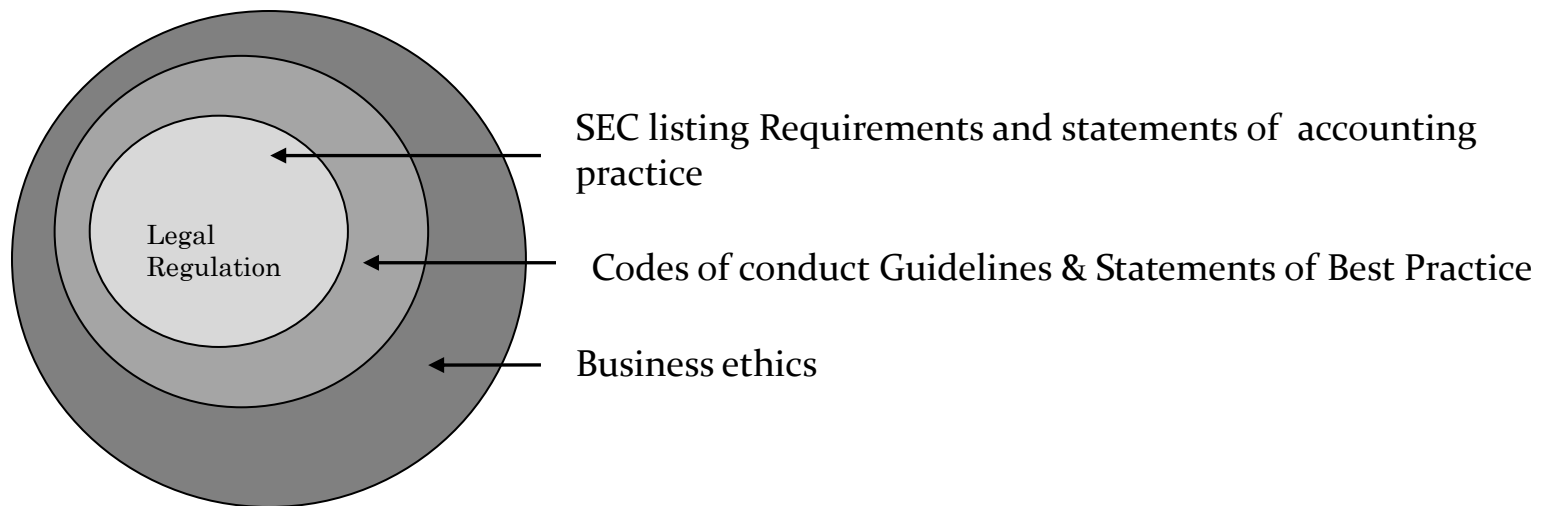 SEC listing Requirements and statements of accounting
practice
Legal
Regulation
Codes of conduct Guidelines & Statements of Best Practice
Business ethics